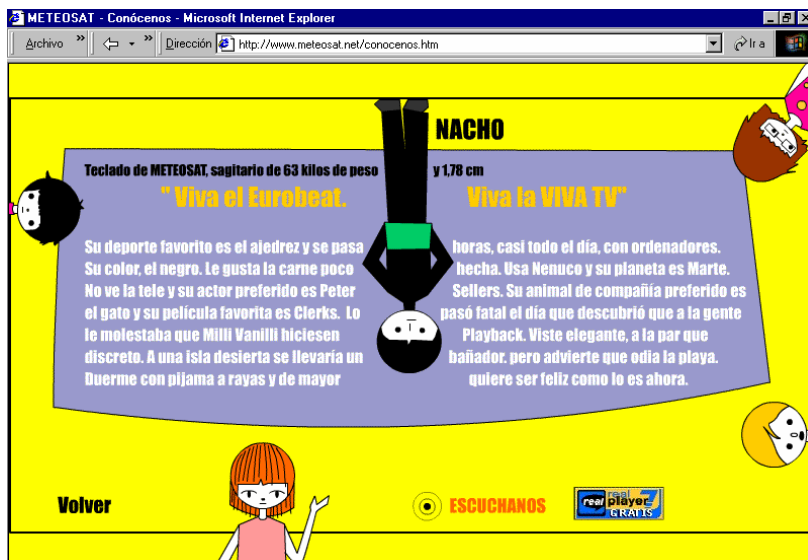 METEOSAT - Conócenos - Microsoft Internet Explorer
Archivo » » Dirección http://www.meteosat.net/conocenos.htm Ir a
NACHO
Teclado de METEOSAT, sagitario de 63 kilos de peso y 1,78 cm
" Viva el Eurobeat. Viva la VIVA TV"
Su deporte favorito es el ajedrez y se pasa horas, casi todo el día, con ordenadores.
Su color, el negro. Le gusta la carne poco hecha. Usa Nenuco y su planeta es Marte.
No ve la tele y su actor preferido es Peter Sellers. Su animal de compañía preferido es
el gato y su película favorita es Clerks. Lo pasó fatal el día que descubrió que a la gente
le molestaba que Milli Vanilli hiciesen Playback. Viste elegante, a la par que
discreto. A una isla desierta se llevaría un bañador. pero advierte que odia la playa.
Duerme con pijama a rayas y de mayor quiere ser feliz como lo es ahora.
Volver
ESCUCHANOS
real real player 7 GRATIS